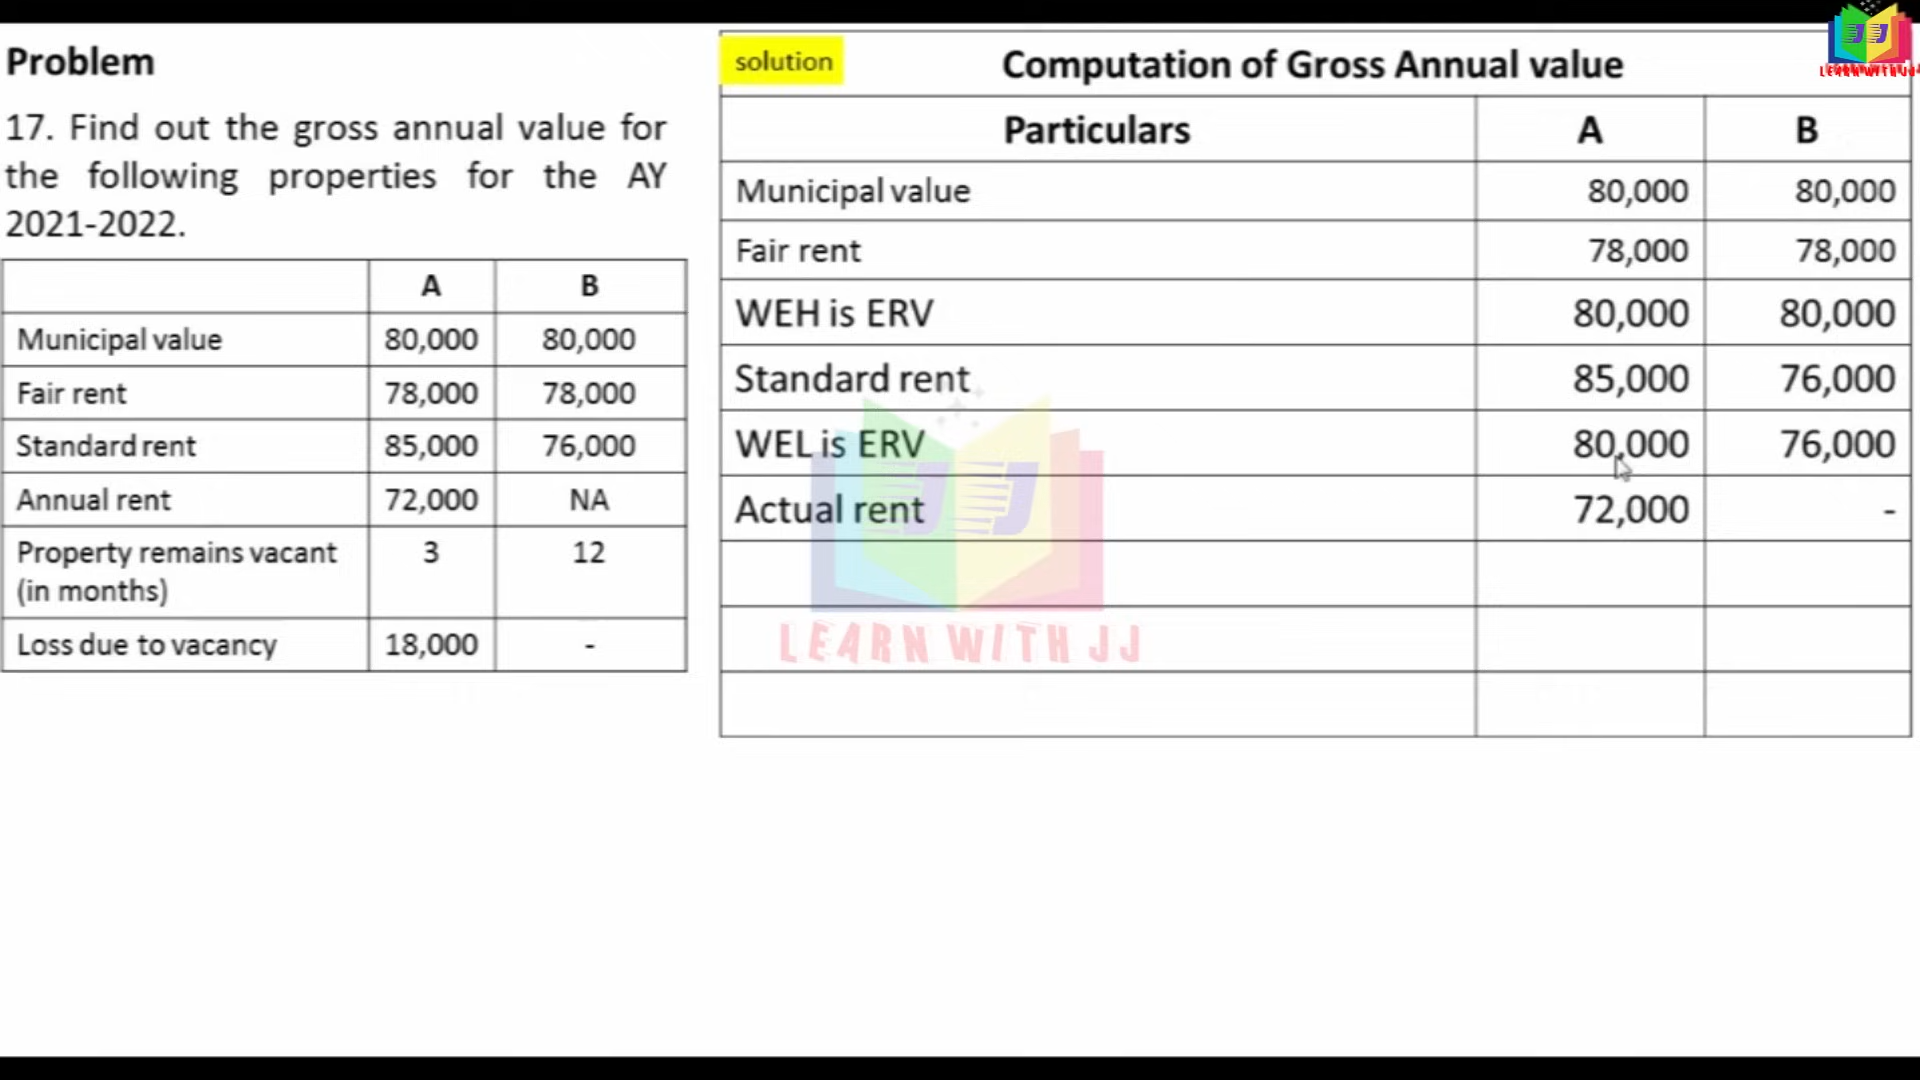 Problem
17. Find out the gross annual value for
the following properties for the AY
2021-2022.
A B
Municipal value 80,000 80,000
Fair rent 78,000 78,000
Standard rent 85,000 76,000
Annual rent 72,000 NA
Property remains vacant 3 12
(in months)
Loss due to vacancy 18,000 -
solution Computation of Gross Annual value
Particulars A B
Municipal value 80,000 80,000
Fair rent 78,000 78,000
WEH is ERV 80,000 80,000
Standard rent 85,000 76,000
WEL is ERV 80,000 76,000
Actual rent 72,000 -
JJ
LEARN WITH JJ
JJ
LEARN WITH JJ